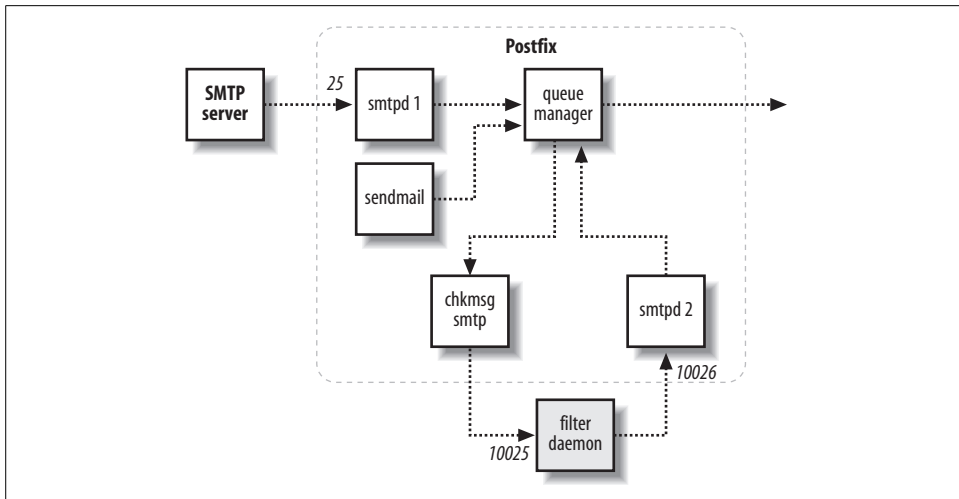 Postfix
SMTP
server
25
smtpd 1
queue
manager
sendmail
chkmsg
smtp
smtpd 2
10026
10025
filter
daemon